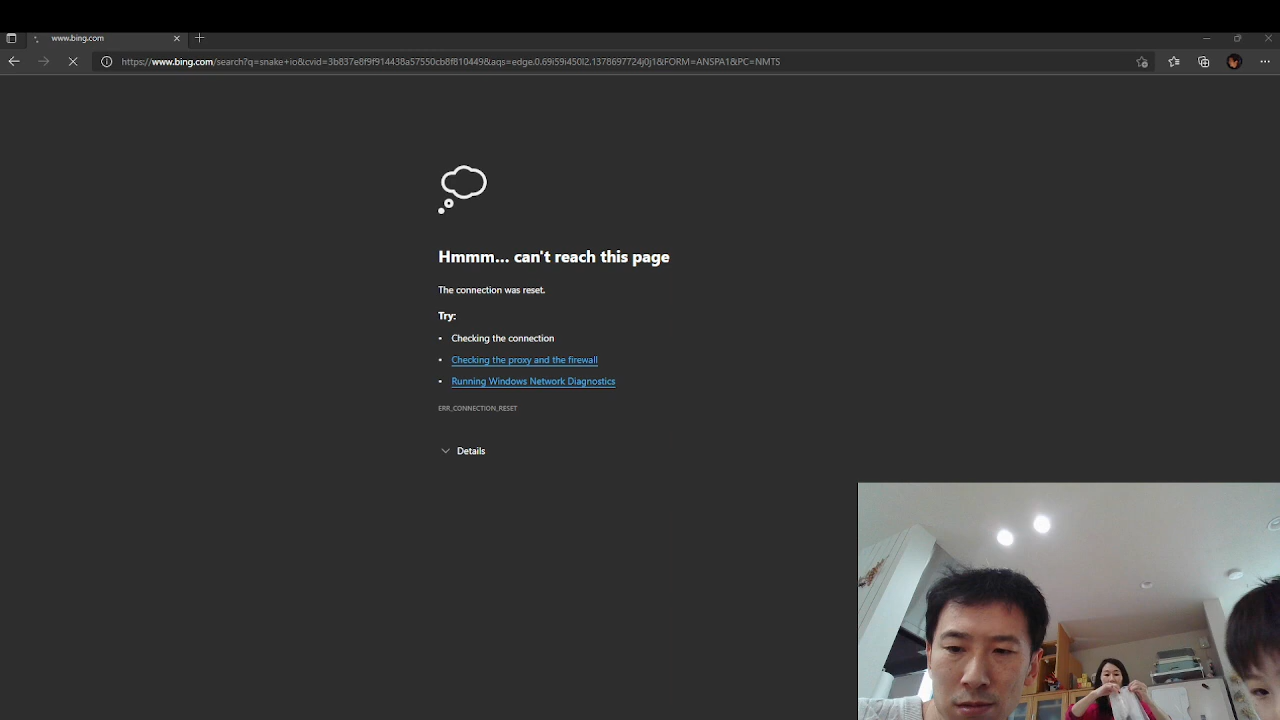 www.bing.com
https://www.bing.com/search?q=snake+io&cvid=3b837e8f9f914438a57550cb8f810449&aqs=edge.0.69i59i450l2.1378697724j0j1&FORM=ANSPA1&PC=NMTS
Hmmm... can't reach this page
The connection was reset.
Try:
Checking the connection
Checking the proxy and the firewall
Running Windows Network Diagnostics
ERR_CONNECTION_RESET
Details